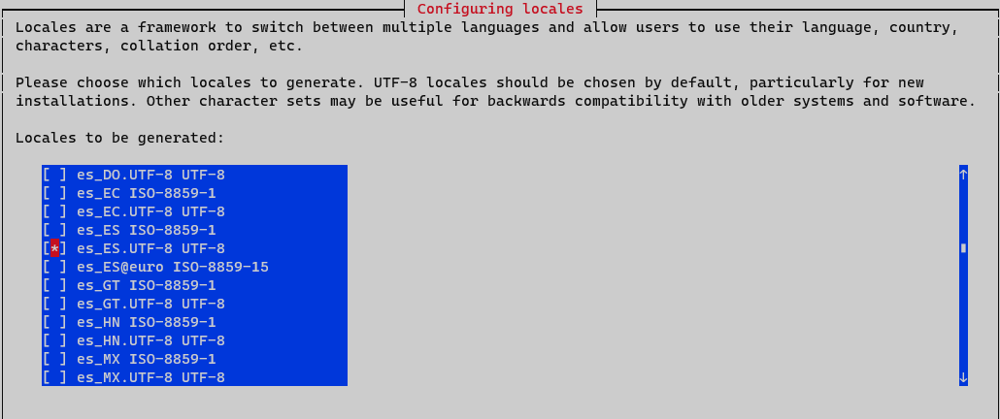 Configuring locales
Locales are a framework to switch between multiple languages and allow users to use their language, country,
characters, collation order, etc.
Please choose which locales to generate. UTF-8 locales should be chosen by default, particularly for new
installations. Other character sets may be useful for backwards compatibility with older systems and software.
Locales to be generated:
[ ] es_DO.UTF-8 UTF-8
[ ] es_EC ISO-8859-1
[ ] es_EC.UTF-8 UTF-8
[ ] es_ES ISO-8859-1
[*] es_ES.UTF-8 UTF-8
[ ] es_ES@euro ISO-8859-15
[ ] es_GT ISO-8859-1
[ ] es_GT.UTF-8 UTF-8
[ ] es_HN ISO-8859-1
[ ] es_HN.UTF-8 UTF-8
[ ] es_MX ISO-8859-1
[ ] es_MX.UTF-8 UTF-8